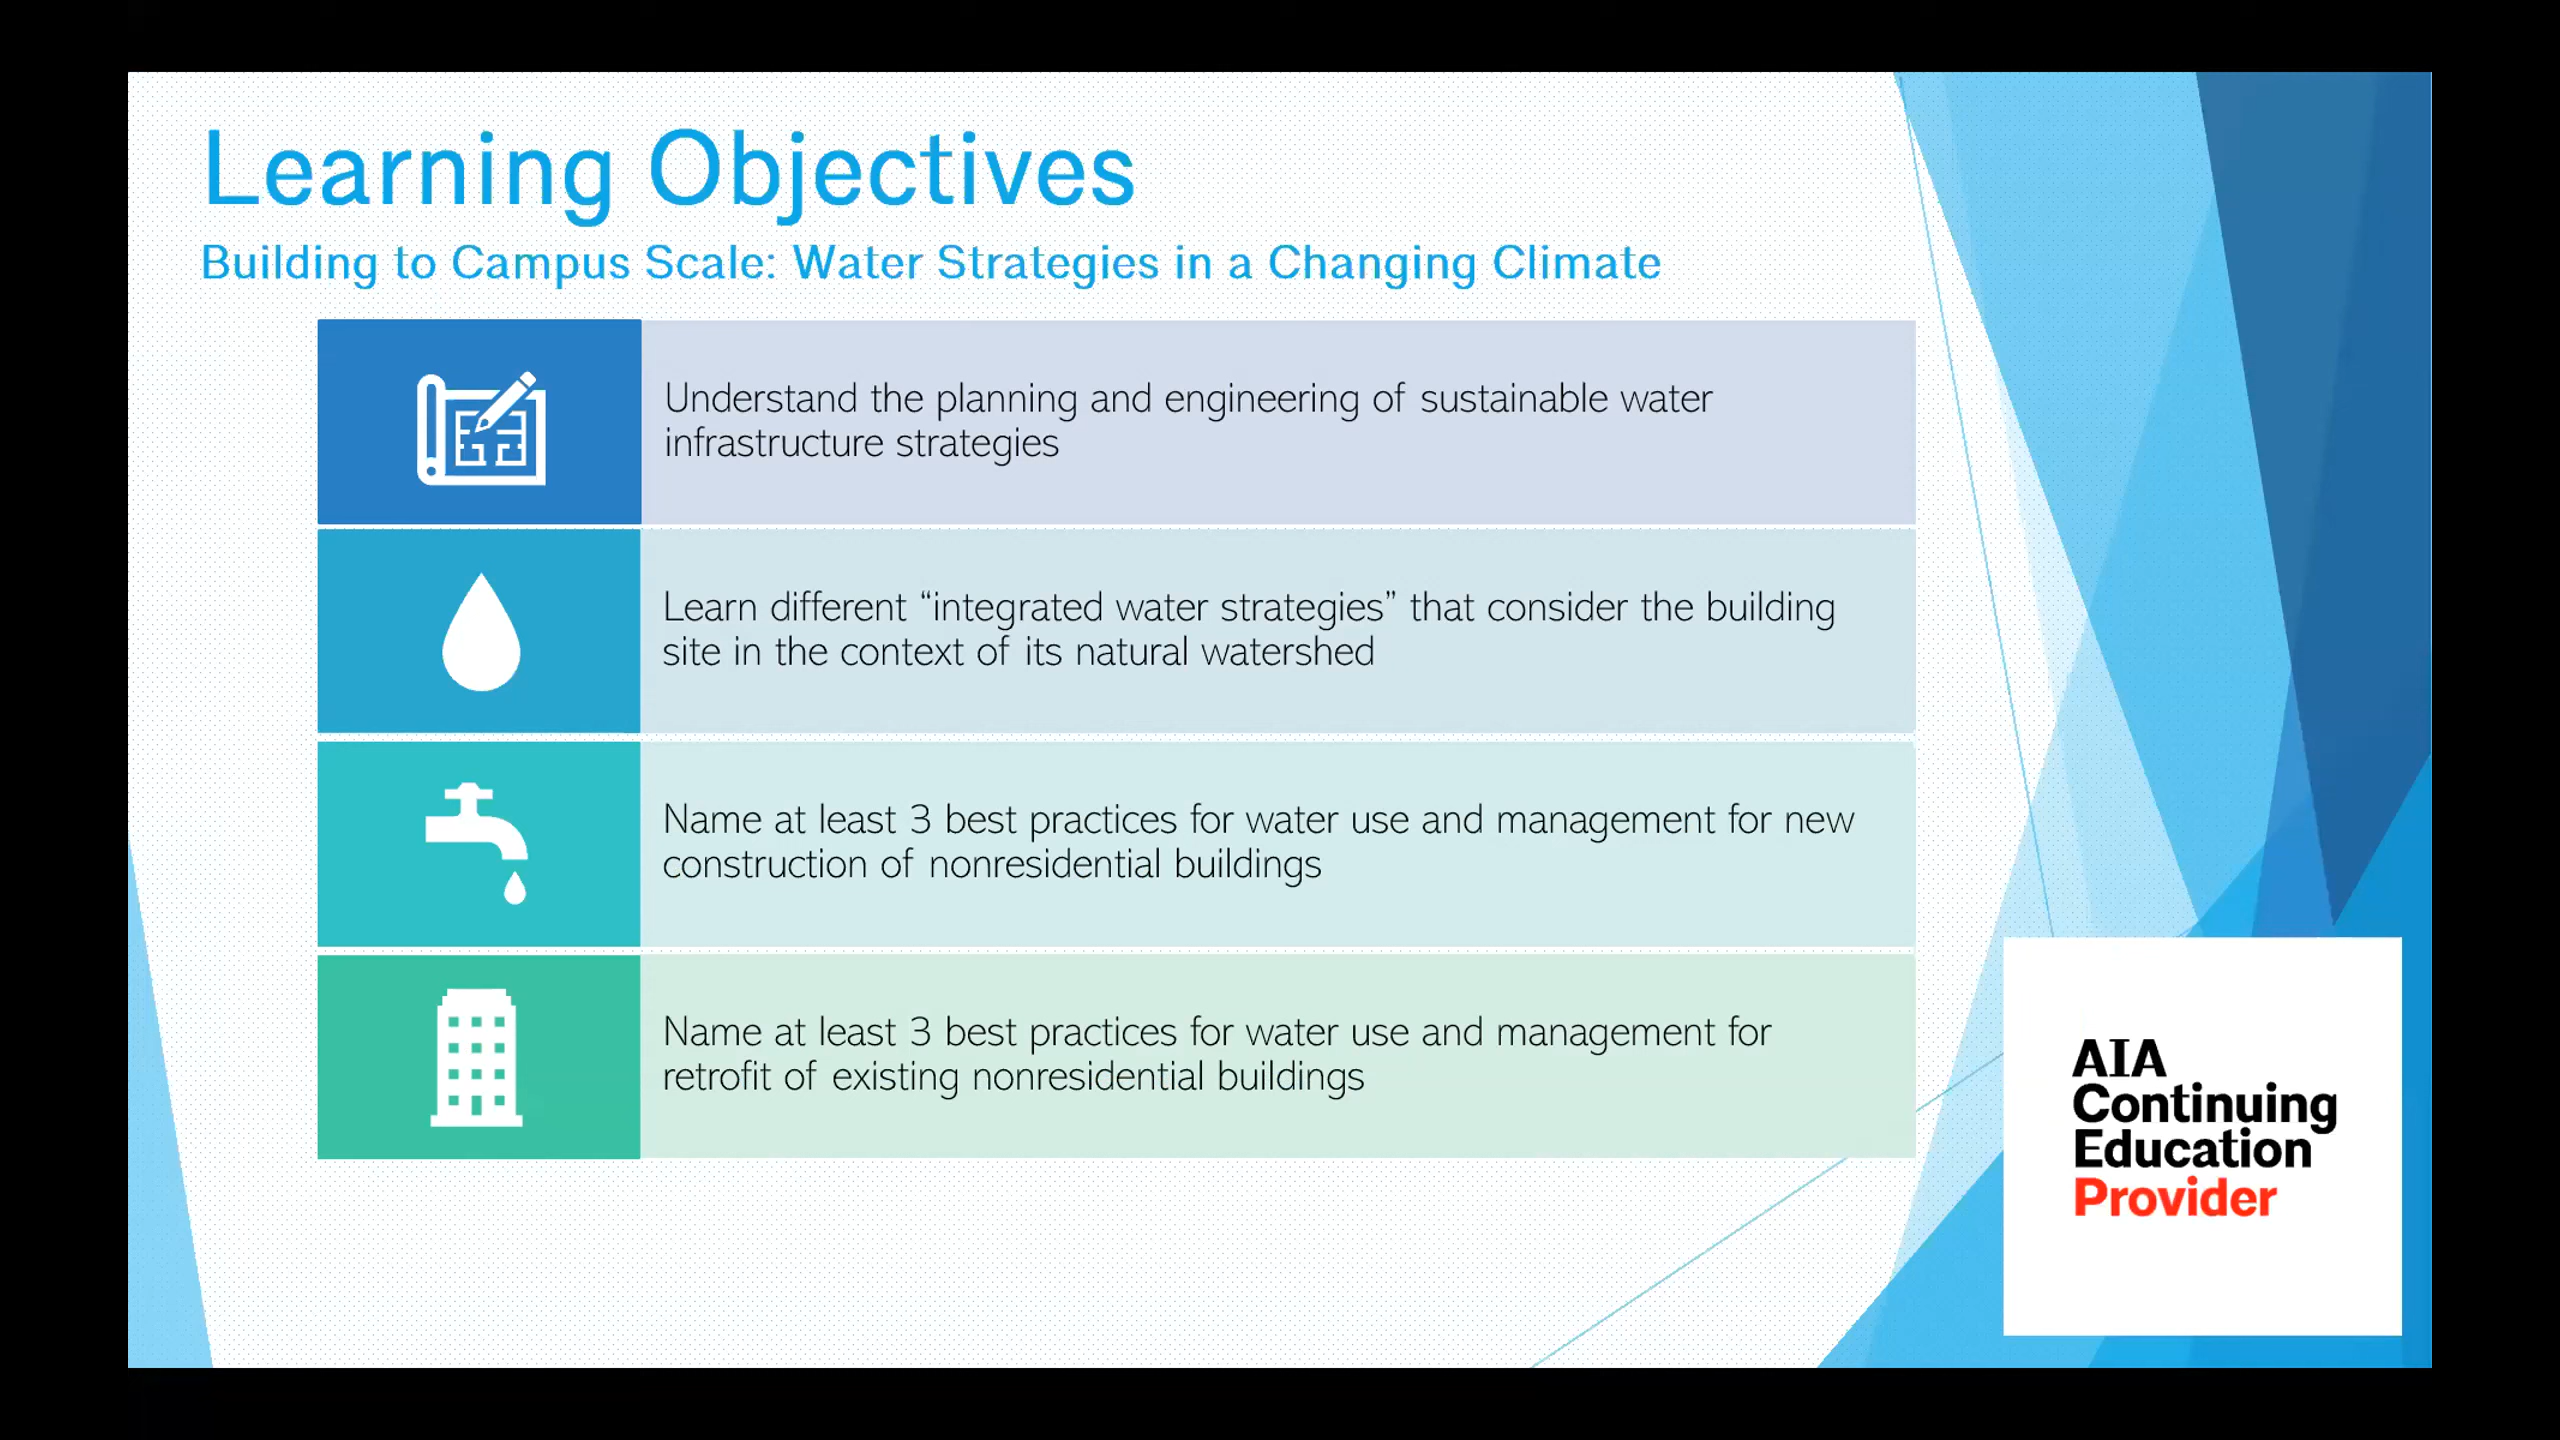 Learning Objectives
Building to Campus Scale: Water Strategies in a Changing Climate
Understand the planning and engineering of sustainable water
infrastructure strategies
Learn different “integrated water strategies” that consider the building
site in the context of its natural watershed
Name at least 3 best practices for water use and management for new
construction of nonresidential buildings
Name at least 3 best practices for water use and management for
retrofit of existing nonresidential buildings
AIA
Continuing
Education
Provider